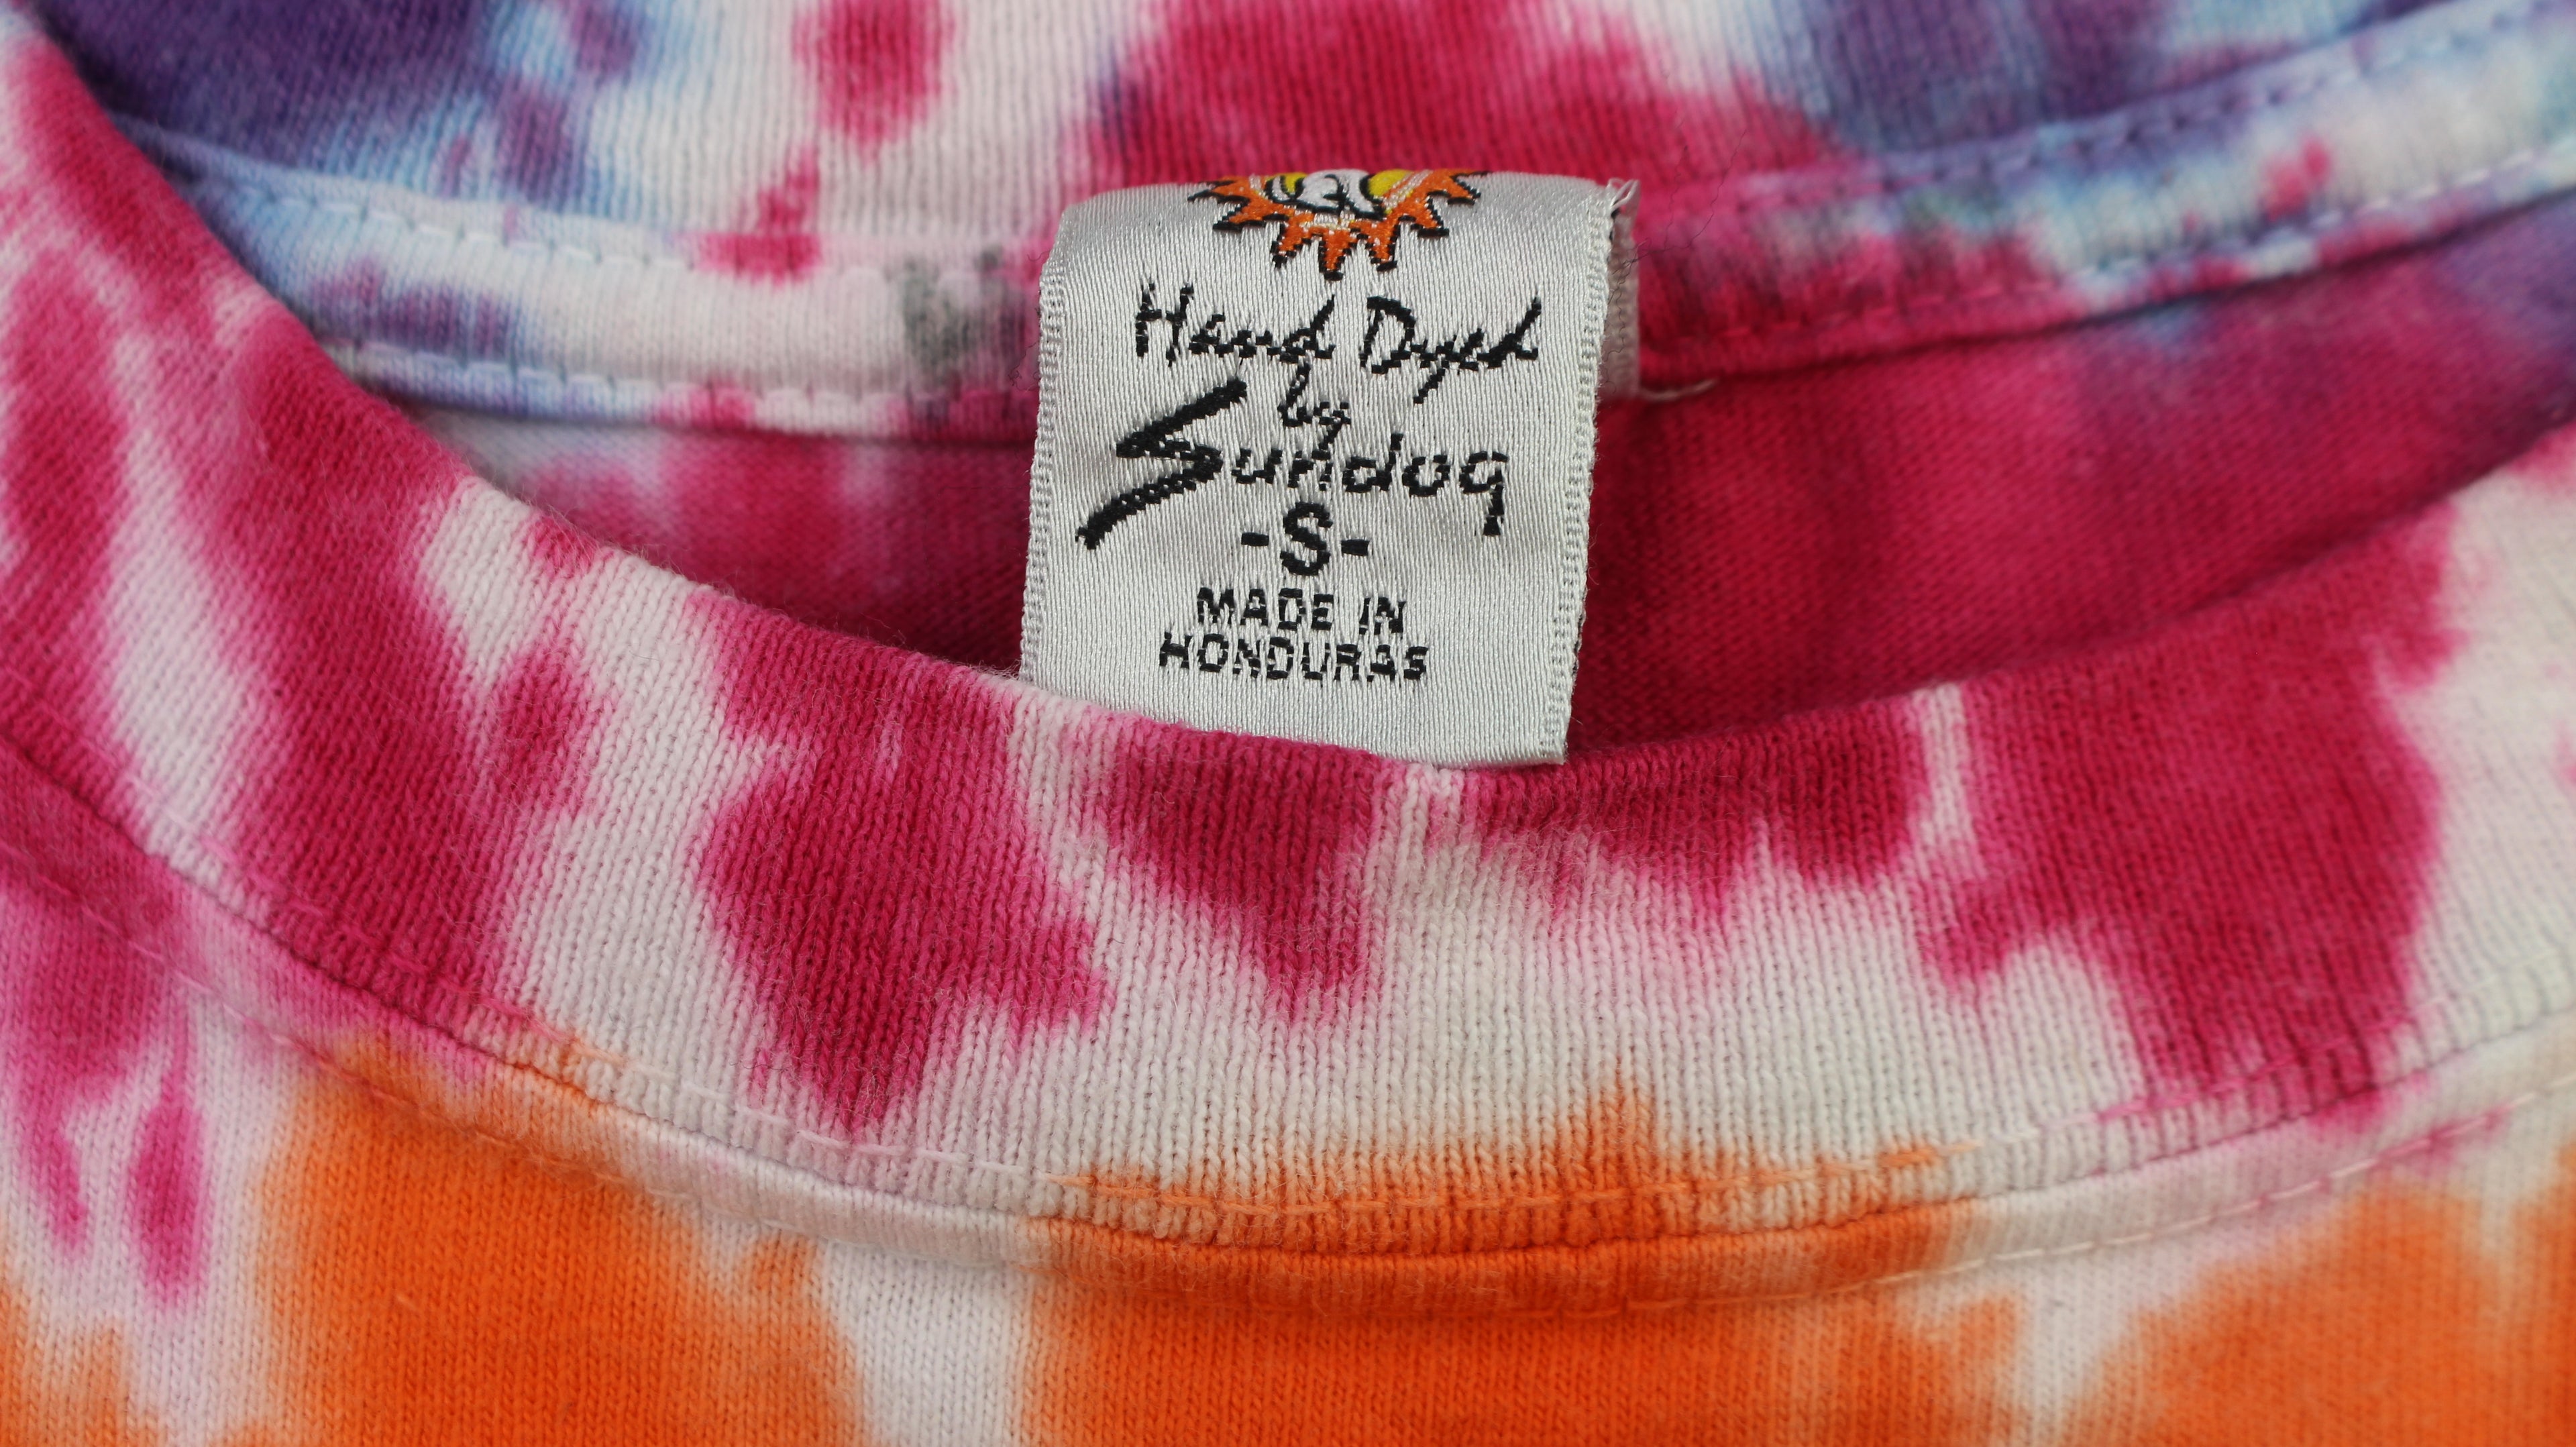 Hand Dyed
by
Sundog
-S-
MADE IN
HONDURAS